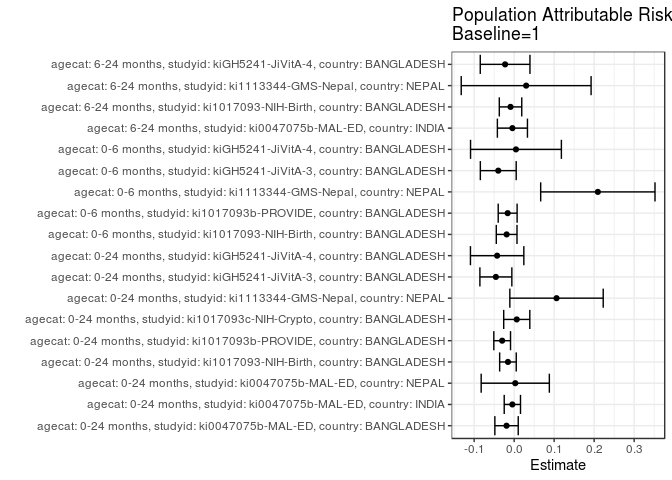 Population Attributable Risk
Baseline=1
agecat: 6-24 months, studyid: kiGH5241-JiVitA-4, country: BANGLADESH
agecat: 6-24 months, studyid: ki1113344-GMS-Nepal, country: NEPAL
agecat: 6-24 months, studyid: ki1017093-NIH-Birth, country: BANGLADESH
agecat: 6-24 months, studyid: ki0047075b-MAL-ED, country: INDIA
agecat: 0-6 months, studyid: kiGH5241-JiVitA-4, country: BANGLADESH
agecat: 0-6 months, studyid: kiGH5241-JiVitA-3, country: BANGLADESH
agecat: 0-6 months, studyid: ki1113344-GMS-Nepal, country: NEPAL
agecat: 0-6 months, studyid: ki1017093b-PROVIDE, country: BANGLADESH
agecat: 0-6 months, studyid: ki1017093-NIH-Birth, country: BANGLADESH
agecat: 0-24 months, studyid: kiGH5241-JiVitA-4, country: BANGLADESH
agecat: 0-24 months, studyid: kiGH5241-JiVitA-3, country: BANGLADESH
agecat: 0-24 months, studyid: ki1113344-GMS-Nepal, country: NEPAL
agecat: 0-24 months, studyid: ki1017093c-NIH-Crypto, country: BANGLADESH
agecat: 0-24 months, studyid: ki1017093b-PROVIDE, country: BANGLADESH
agecat: 0-24 months, studyid: ki1017093-NIH-Birth, country: BANGLADESH
agecat: 0-24 months, studyid: ki0047075b-MAL-ED, country: NEPAL
agecat: 0-24 months, studyid: ki0047075b-MAL-ED, country: INDIA
agecat: 0-24 months, studyid: ki0047075b-MAL-ED, country: BANGLADESH
-0.1 0.0 0.1 0.2 0.3
Estimate